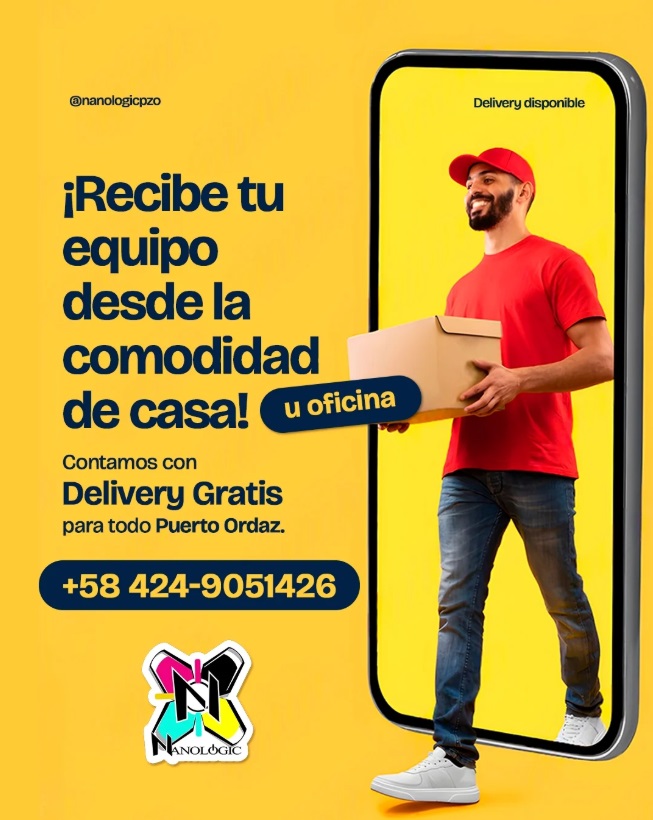 @nanologicpzo
Delivery disponible
¡Recibe tu
equipo
desde la
comodidad
de casa!
u oficina
Contamos con
Delivery Gratis
para todo Puerto Ordaz.
+58 424-9051426
N
NANOLOGIC